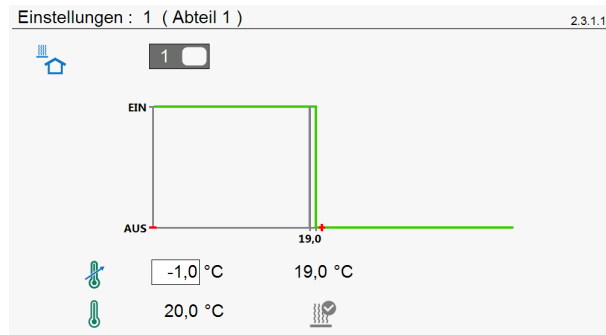 Einstellungen : 1 ( Abteil 1 )
2.3.1.1
1
EIN
AUS
19,0
-1,0 °C
19,0 °C
20,0 °C